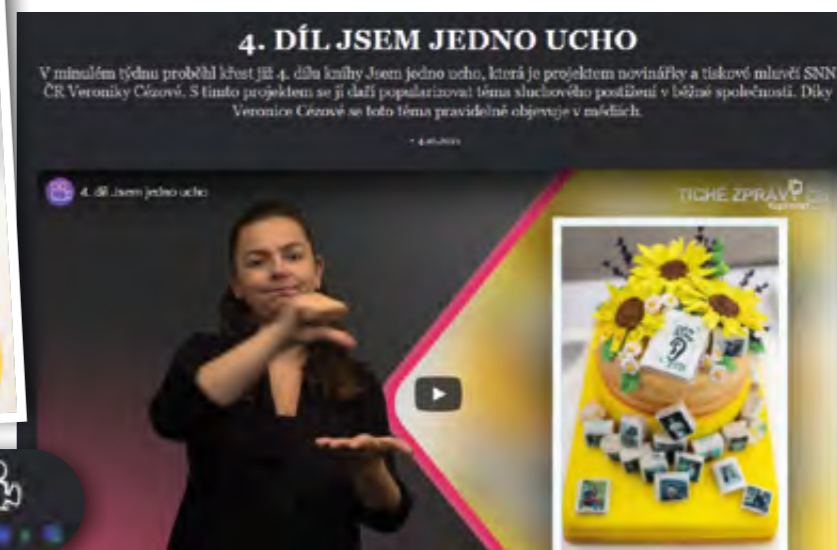 4. DÍL JSEM JEDNO UCHO
V minulém týdnu proběhl křest již 4. dílu knihy Jsem jedno ucho, která je projektem novinářky a tiskové mluvčí SNN
ČR Veroniky Cézové. S tímto projektem se jí daří popularizovat téma sluchového postižení v běžné společnosti. Díky
Veronice Cézové se toto téma pravidelně objevuje v médiích.
4. díl Jsem jedno ucho
TICHÉ ZPRÁVY